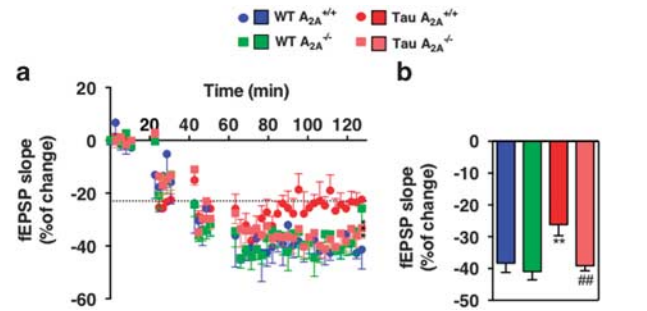 WT A2A+/+ Tau A2A+/+
WT A2A-/- Tau A2A-/-
a
b
Time (min)
20
0
-20
-40
-60
20 40 60 80 100 120
fEPSP slope
(%of change)
0
-10
-20
-30
-40
-50
fEPSP slope
(%of change)
**
##